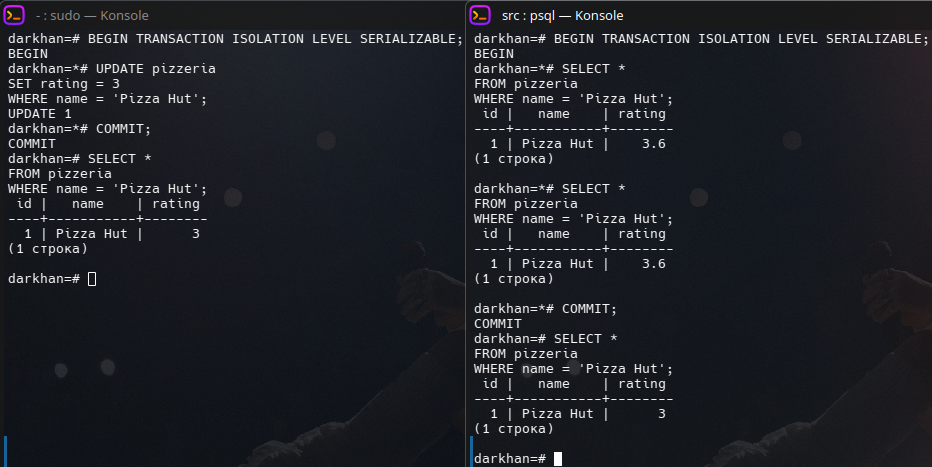 - : sudo — Konsole
darkhan=# BEGIN TRANSACTION ISOLATION LEVEL SERIALIZABLE;
BEGIN
darkhan=*# UPDATE pizzeria
SET rating = 3
WHERE name = 'Pizza Hut';
UPDATE 1
darkhan=*# COMMIT;
COMMIT
darkhan=# SELECT *
FROM pizzeria
WHERE name = 'Pizza Hut';
 id |   name    | rating
----+-----------+--------
  1 | Pizza Hut |      3
(1 строка)
darkhan=#
src : psql — Konsole
darkhan=# BEGIN TRANSACTION ISOLATION LEVEL SERIALIZABLE;
BEGIN
darkhan=*# SELECT *
FROM pizzeria
WHERE name = 'Pizza Hut';
 id |   name    | rating
----+-----------+--------
  1 | Pizza Hut |    3.6
(1 строка)
darkhan=*# SELECT *
FROM pizzeria
WHERE name = 'Pizza Hut';
 id |   name    | rating
----+-----------+--------
  1 | Pizza Hut |    3.6
(1 строка)
darkhan=*# COMMIT;
COMMIT
darkhan=# SELECT *
FROM pizzeria
WHERE name = 'Pizza Hut';
 id |   name    | rating
----+-----------+--------
  1 | Pizza Hut |      3
(1 строка)
darkhan=#